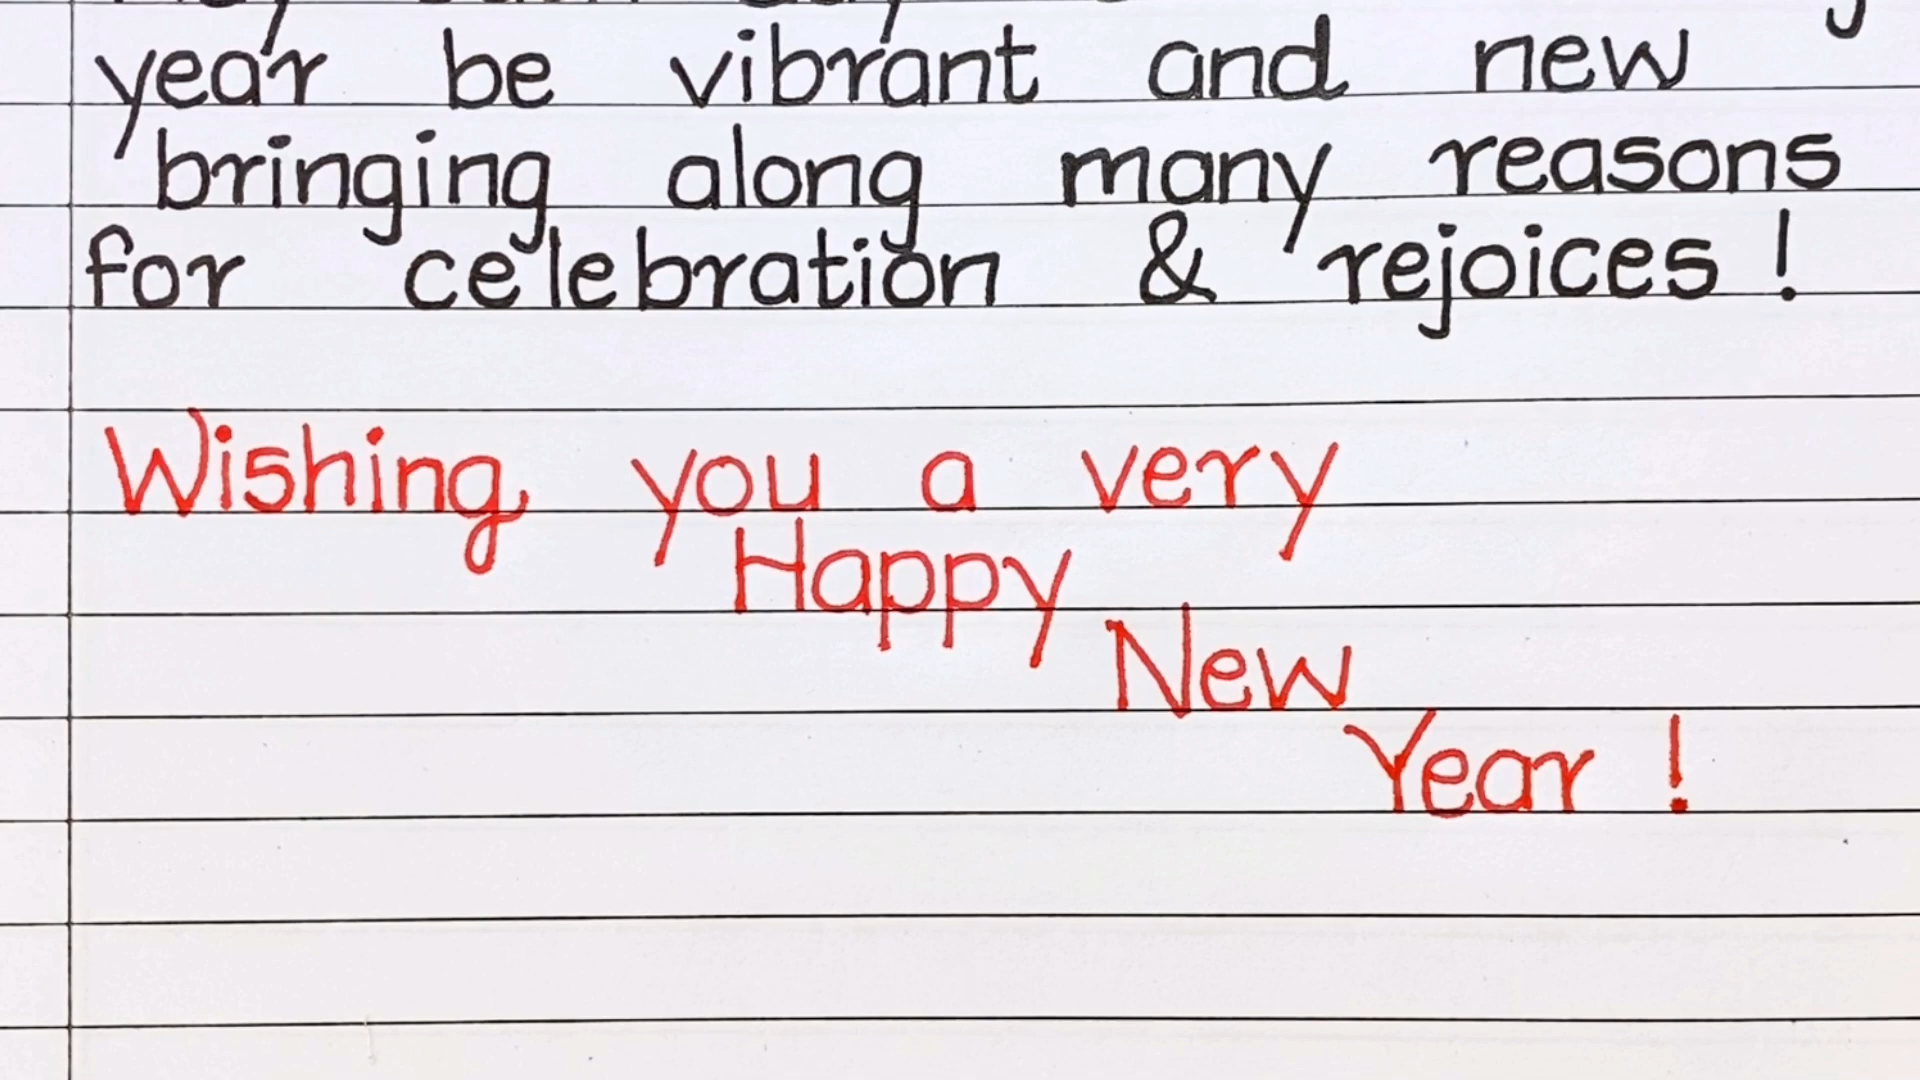 year be vibrant and new
bringing along many reasons
for celebration & rejoices !
Wishing you a very
Happy
New
Year !